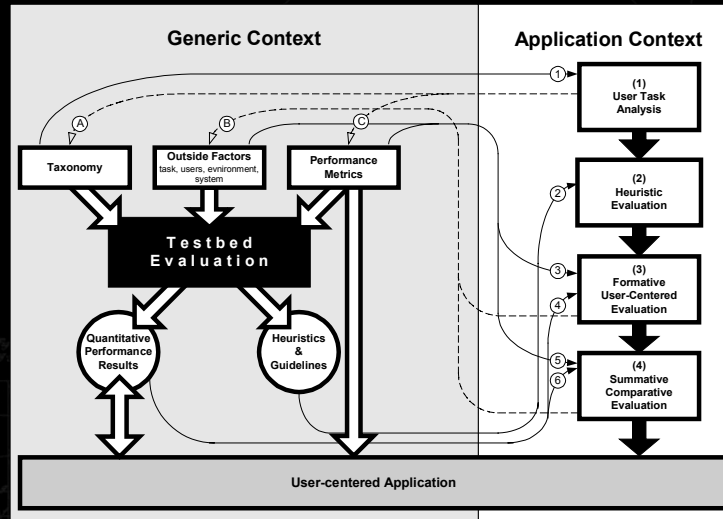 Generic Context
Application Context
1
(1)
User Task
Analysis
A
B
C
Taxonomy
Outside Factors
task, users, evnironment,
system
Performance
Metrics
2
(2)
Heuristic
Evaluation
Testbed
Evaluation
3
(3)
Formative
User-Centered
Evaluation
4
Quantitative
Performance
Results
Heuristics
&
Guidelines
5
6
(4)
Summative
Comparative
Evaluation
User-centered Application